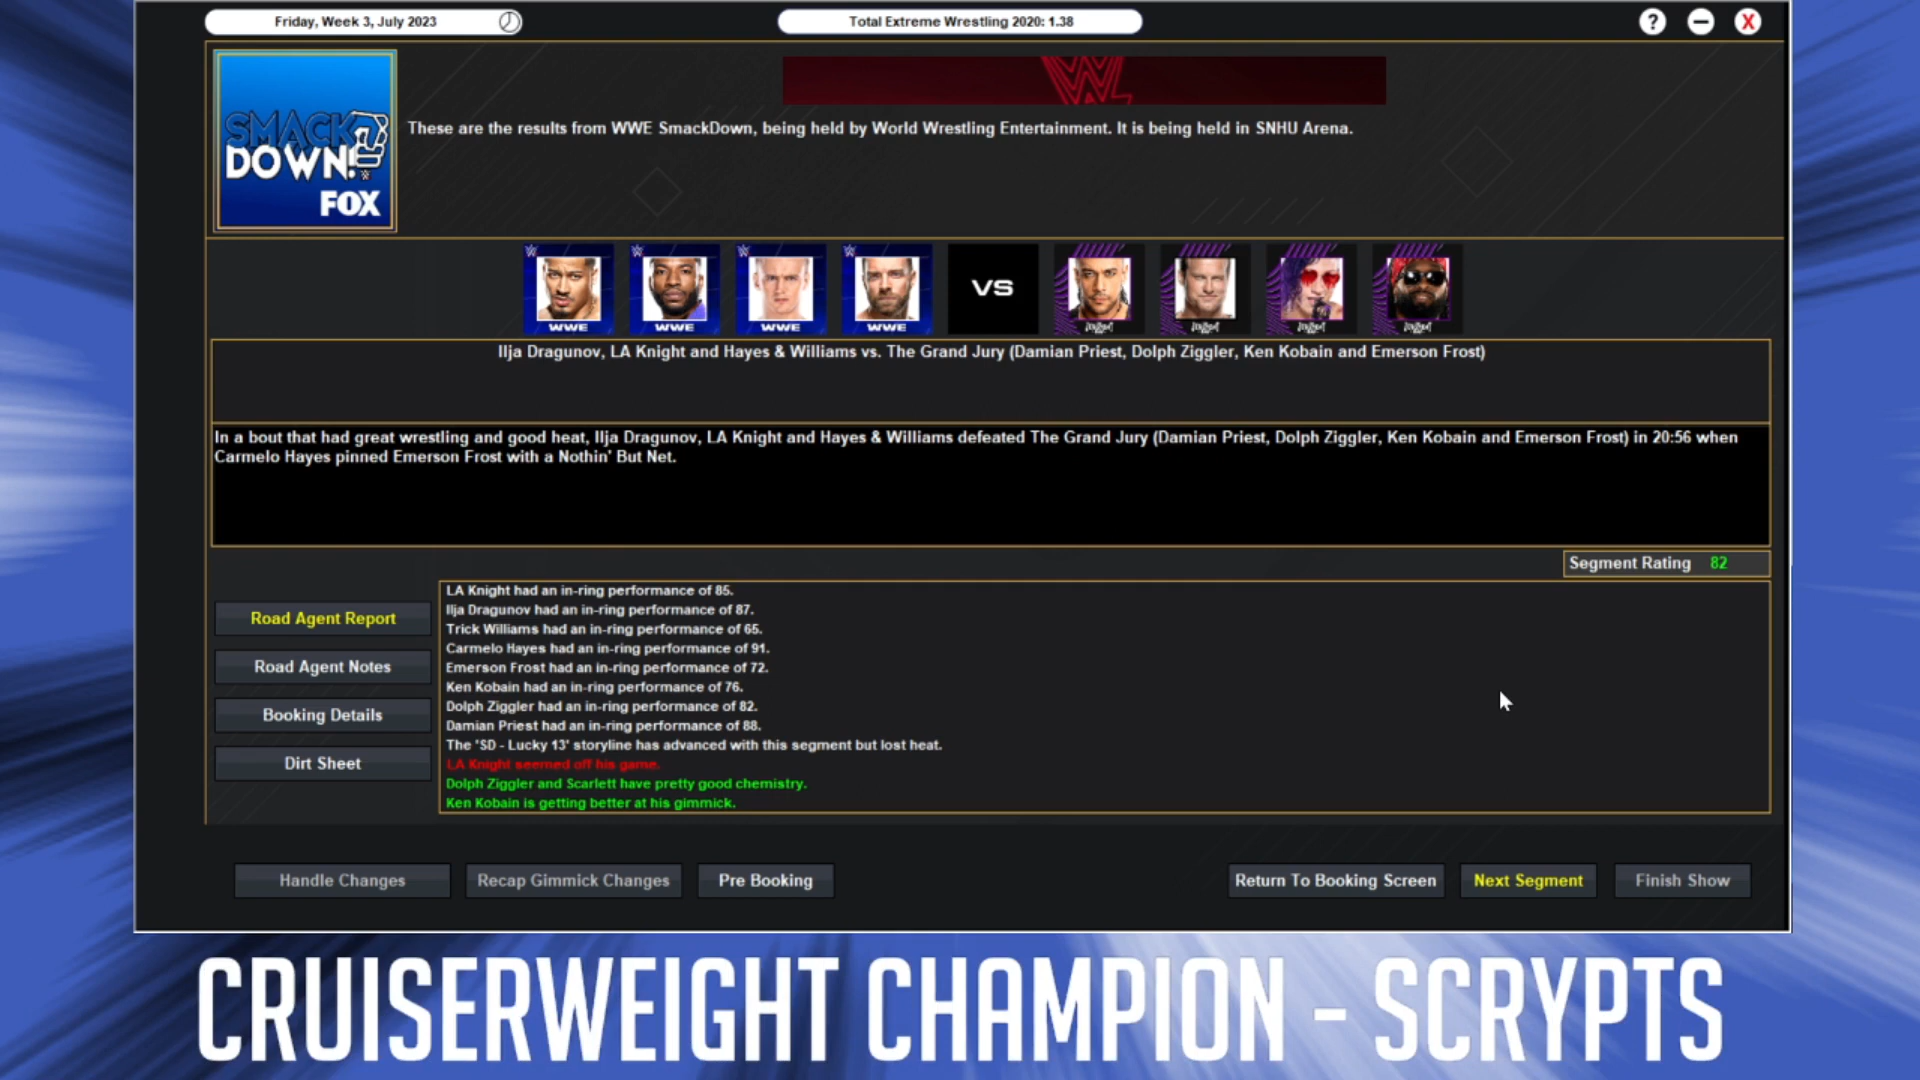 Friday, Week 3, July 2023
Total Extreme Wrestling 2020: 1.38
?
X
SMACK
DOWN!
FOX
These are the results from WWE SmackDown, being held by World Wrestling Entertainment. It is being held in SNHU Arena.
WWE
WWE
WWE
WWE
VS
Ilja Dragunov, LA Knight and Hayes & Williams vs. The Grand Jury (Damian Priest, Dolph Ziggler, Ken Kobain and Emerson Frost)
In a bout that had great wrestling and good heat, Ilja Dragunov, LA Knight and Hayes & Williams defeated The Grand Jury (Damian Priest, Dolph Ziggler, Ken Kobain and Emerson Frost) in 20:56 when
Carmelo Hayes pinned Emerson Frost with a Nothin' But Net.
Segment Rating 82
Road Agent Report
Road Agent Notes
Booking Details
Dirt Sheet
LA Knight had an in-ring performance of 85.
Ilja Dragunov had an in-ring performance of 87.
Trick Williams had an in-ring performance of 65.
Carmelo Hayes had an in-ring performance of 91.
Emerson Frost had an in-ring performance of 72.
Ken Kobain had an in-ring performance of 76.
Dolph Ziggler had an in-ring performance of 82.
Damian Priest had an in-ring performance of 88.
The 'SD - Lucky 13' storyline has advanced with this segment but lost heat.
LA Knight seemed off his game.
Dolph Ziggler and Scarlett have pretty good chemistry.
Ken Kobain is getting better at his gimmick.
Handle Changes
Recap Gimmick Changes
Pre Booking
Return To Booking Screen
Next Segment
Finish Show
CRUISERWEIGHT CHAMPION - SCRYPTS